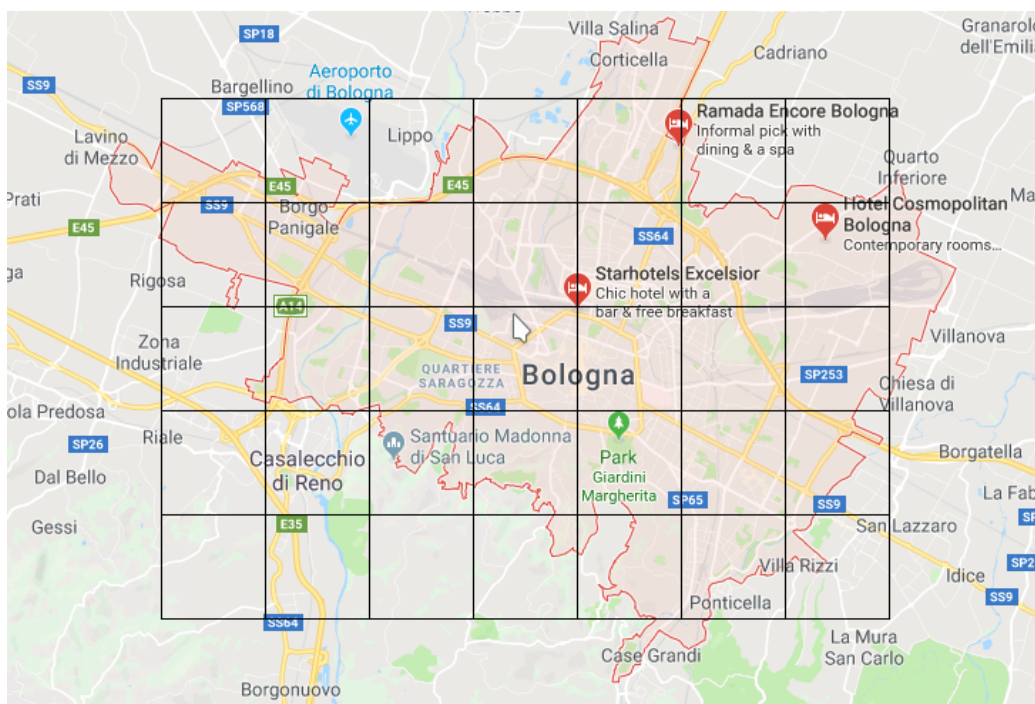 Villa Salina
Granarolo
dell'Emili
SP18
Corticella
Cadriano
Aeroporto
di Bologna
SS9
Bargellino
SP568
Lippo
Ramada Encore Bologna
Informal pick with
dining & a spa
Lavino
di Mezzo
Quarto
Inferiore
Prati
E45
E45
SS9
Borgo
Panigale
E45
Hotel Cosmopolitan
Bologna
Contemporary rooms...
Ma
SS64
ga
Rigosa
Starhotels Excelsior
Chic hotel with a
bar & free breakfast
A14
SS9
Zona
Industriale
Villanova
QUARTIERE
SARAGOZZA
Bologna
SP253
Chiesa di
Villanova
ola Predosa
SS64
Riale
SP26
Santuario Madonna
di San Luca
Park
Giardini
Margherita
Borgatella
Casalecchio
di Reno
Dal Bello
SP65
SS9
La Fab
Gessi
E35
San Lazzaro
SP
Villa Rizzi
SP2
Idice
SS9
Ponticella
SS64
La Mura
San Carlo
Case Grandi
Borgonuovo